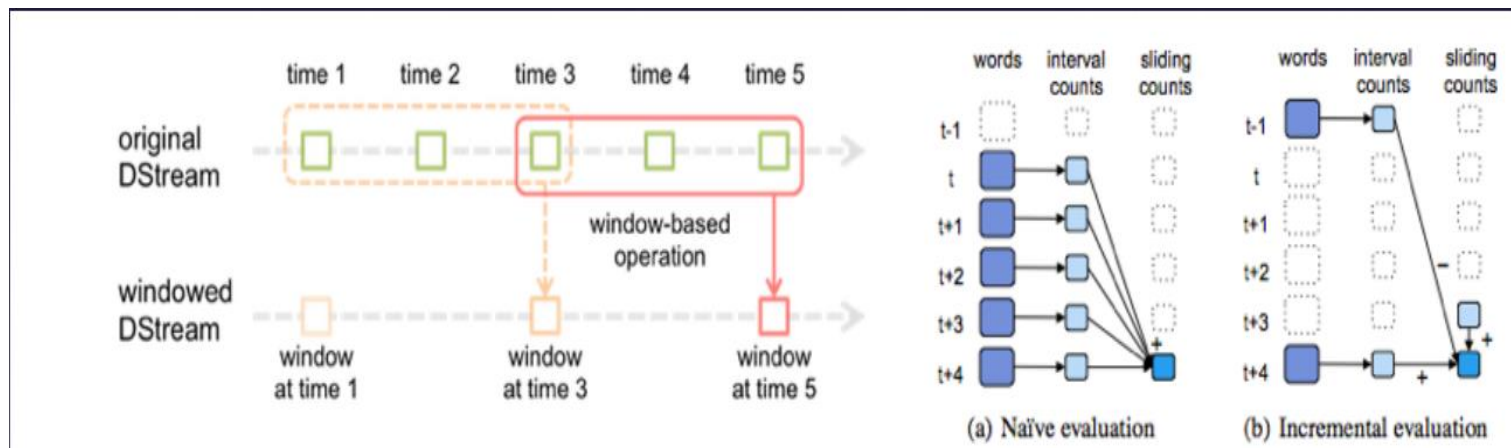 time 1 time 2 time 3 time 4 time 5
original
DStream
window-based
operation
windowed
DStream
window
at time 1
window
at time 3
window
at time 5
words interval
counts sliding
counts
t-1
t
t+1
t+2
t+3
+
t+4
(a) Naïve evaluation
words interval
counts sliding
counts
t-1
t
t+1
t+2
−
t+3
+
t+4
+
(b) Incremental evaluation